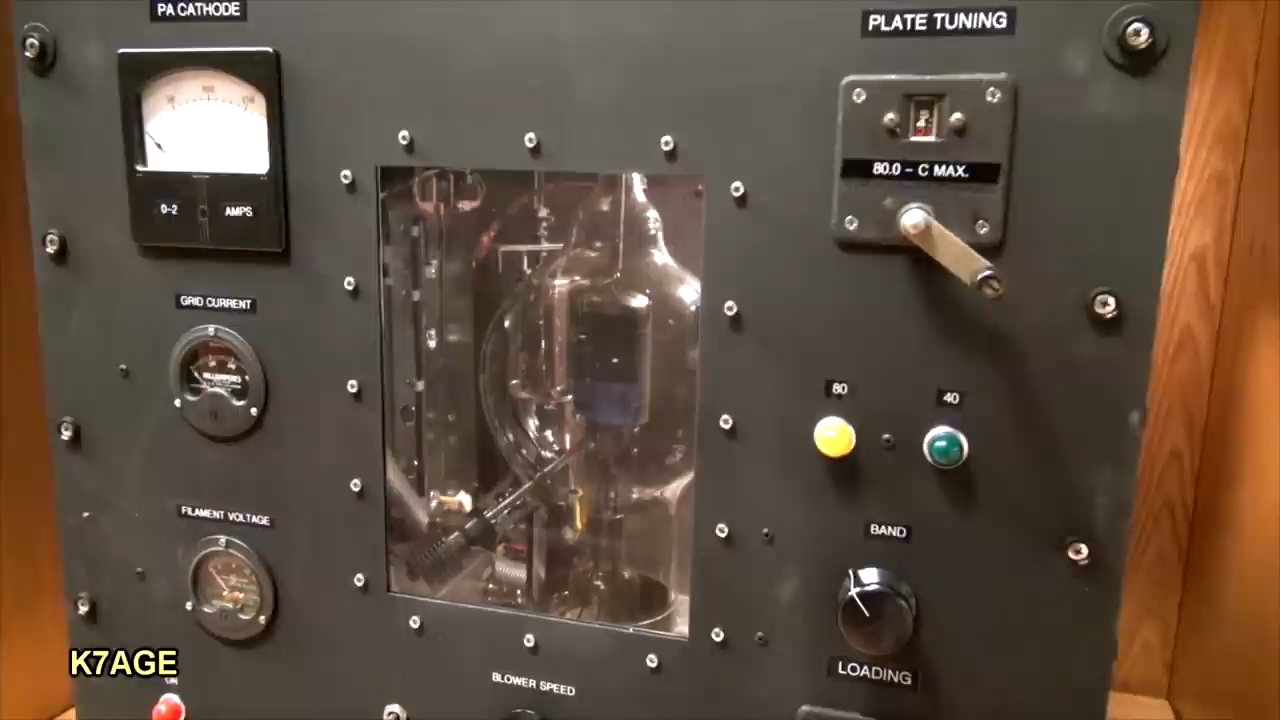 PA CATHODE
PLATE TUNING
0-2
AMPS
80.0 - C MAX.
GRID CURRENT
MILLIAMPERES
80
40
FILAMENT VOLTAGE
BAND
LOADING
BLOWER SPEED
K7AGE